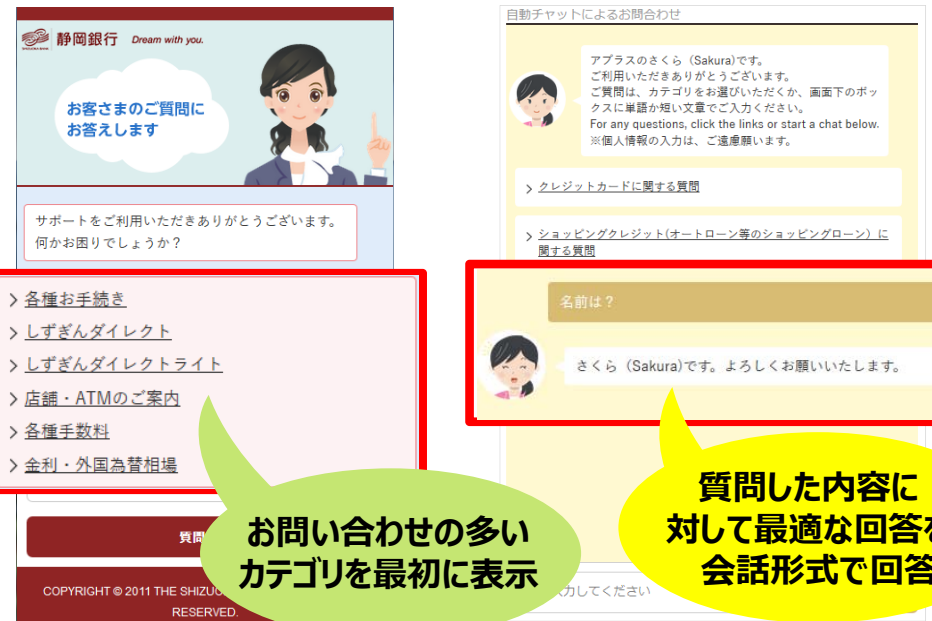 静岡銀行 Dream with you.
お客さまのご質問に
お答えします
サポートをご利用いただきありがとうございます。
何かお困りでしょうか？
各種お手続き
しずぎんダイレクト
しずぎんダイレクトライト
店舗・ATMのご案内
各種手数料
金利・外国為替相場
質問
お問い合わせの多い
カテゴリを最初に表示
COPYRIGHT © 2011 THE SHIZUO
RESERVED.
自動チャットによるお問合わせ
アプラスのさくら（Sakura)です。
ご利用いただきありがとうございます。
ご質問は、カテゴリをお選びいただくか、画面下のボッ
クスに単語か短い文章でご入力ください。
For any questions, click the links or start a chat below.
※個人情報の入力は、ご遠慮願います。
クレジットカードに関する質問
ショッピングクレジット(オートローン等のショッピングローン）に
関する質問
名前は？
さくら（Sakura)です。よろしくお願いいたします。
質問した内容に
対して最適な回答を
会話形式で回答
力してください